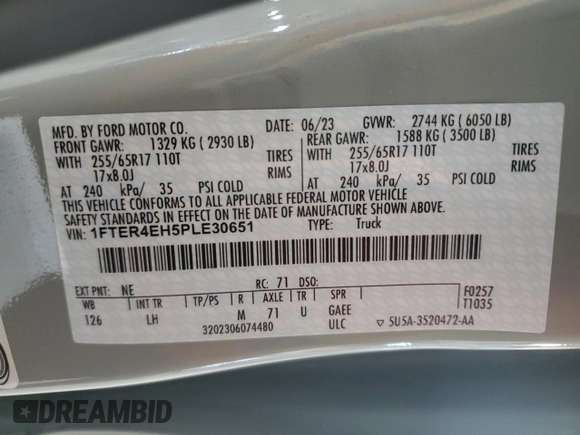 MFD. BY FORD MOTOR CO.
DATE: 06/23 GVWR: 2744 KG ( 6050 LB)
FRONT GAWR: 1329 KG ( 2930 LB)
REAR GAWR: 1588 KG ( 3500 LB)
WITH 255/65R17 110T TIRES
WITH 255/65R17 110T TIRES
17x8.0J RIMS
17x8.0J RIMS
AT 240 kPa/ 35 PSI COLD
AT 240 kPa/ 35 PSI COLD
THIS VEHICLE CONFORMS TO ALL APPLICABLE FEDERAL MOTOR VEHICLE
SAFETY STANDARDS IN EFFECT ON THE DATE OF MANUFACTURE SHOWN ABOVE.
VIN: 1FTER4EH5PLE30651
TYPE: Truck
EXT PNT: NE RC: 71 DSO:
WB INT TR TP/PS R AXLE TR SPR
126 LH M 71 U GAEE
3202306074480 ULC
F0257
T1035
5U5A-3520472-AA
DREAMBID